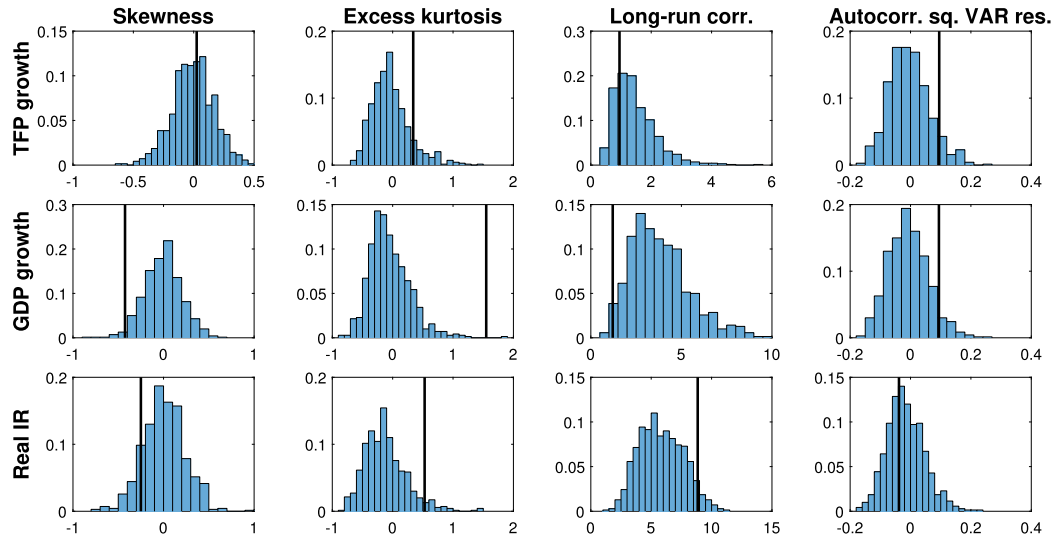 Skewness Excess kurtosis Long-run corr. Autocorr. sq. VAR res.
TFP growth
0.15 0.2 0.3 0.2
0.1 0.1 0.2 0.1
0.05 0.1
0 0 0 0
-1 -0.5 0 0.5 -1 0 1 2 0 2 4 6 -0.2 0 0.2 0.4
GDP growth
0.3 0.15 0.15 0.2
0.2 0.1 0.1 0.1
0.1 0.05 0.05
0 0 0 0
-1 0 1 -1 0 1 2 0 5 10 -0.2 0 0.2 0.4
Real IR
0.2 0.2 0.15 0.15
0.1 0.1 0.1 0.1
0.05 0.05
0 0 0 0
-1 0 1 -1 0 1 2 0 5 10 15 -0.2 0 0.2 0.4